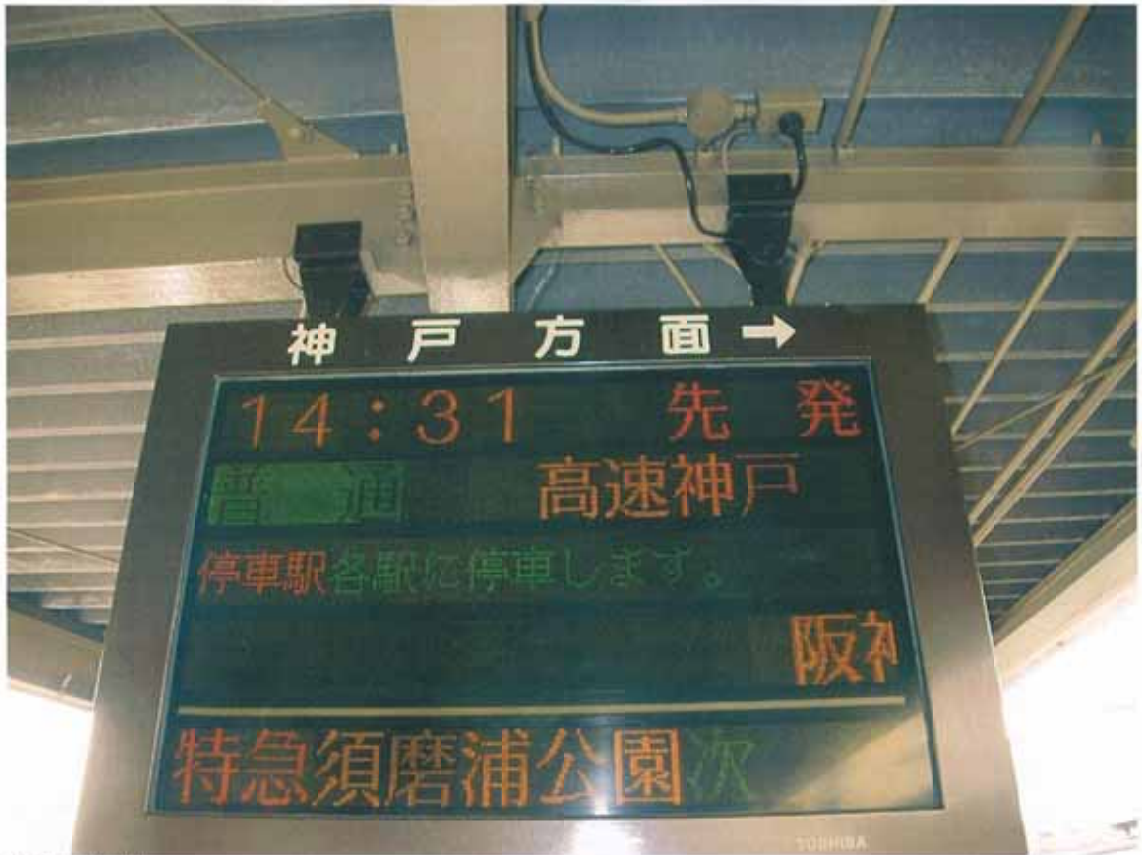 神戸方面→
14:31 先発
普通 高速神戸
停車駅各駅に停車します。
阪神
特急須磨浦公園次
TOSHIBA